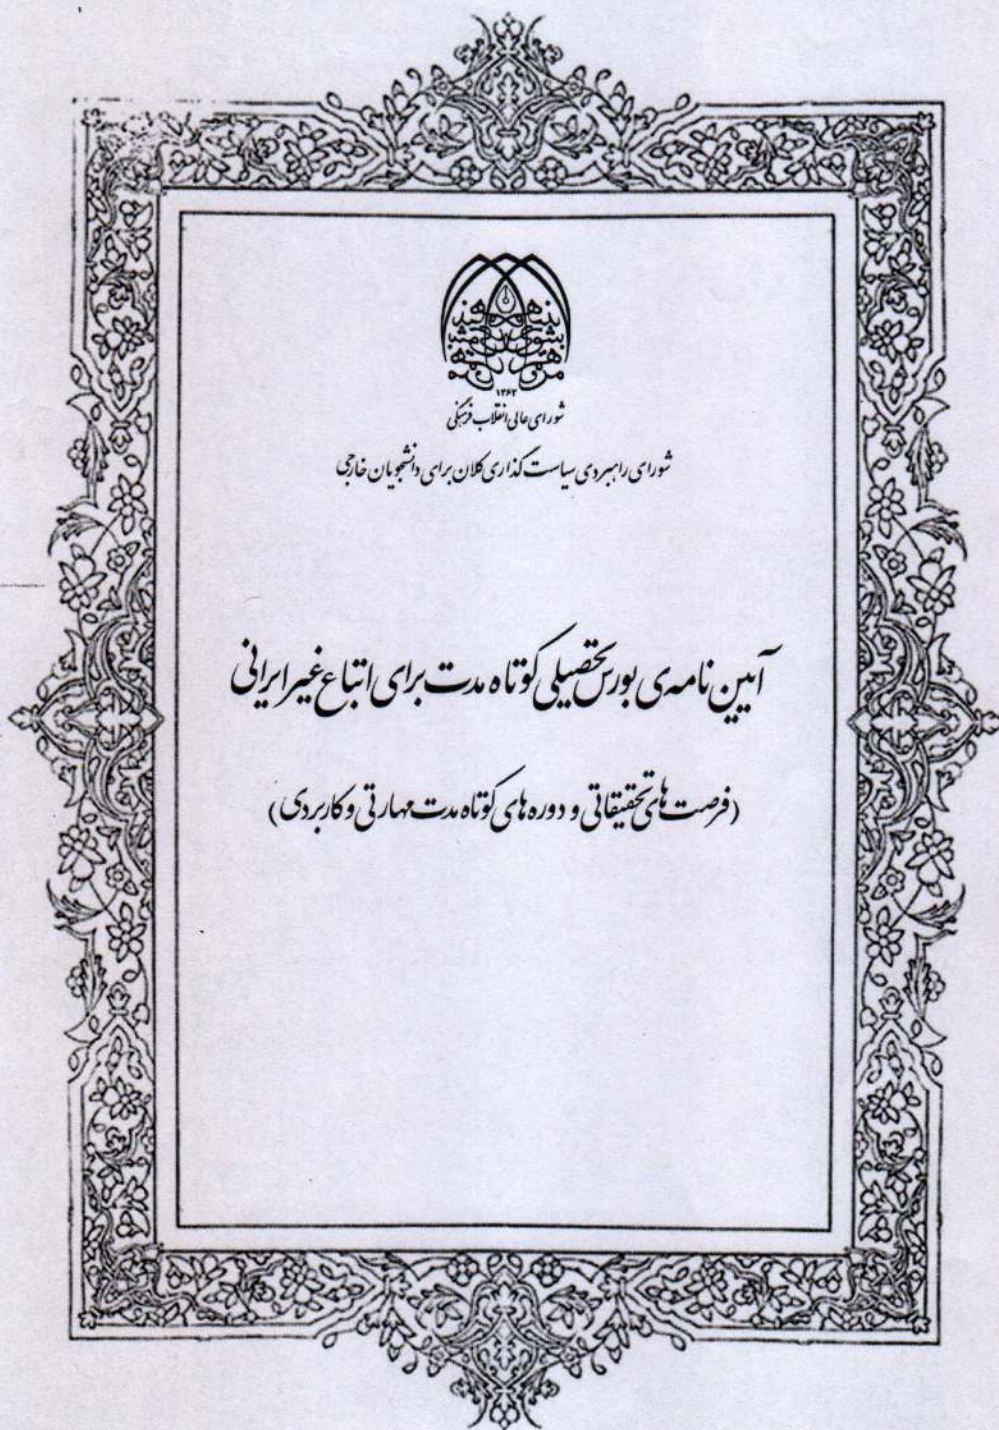 ۱۳۶۳
شورای عالی انقلاب فرهنگی
شورای راهبردی سیاست گذاری کلان برای دانشجویان خارجی
آیین نامه‌ی بورس تحصیلی کوتاه مدت برای اتباع غیر ایرانی
(فرصت های تحقیقاتی و دوره های کوتاه مدت مهارتی و کاربردی)